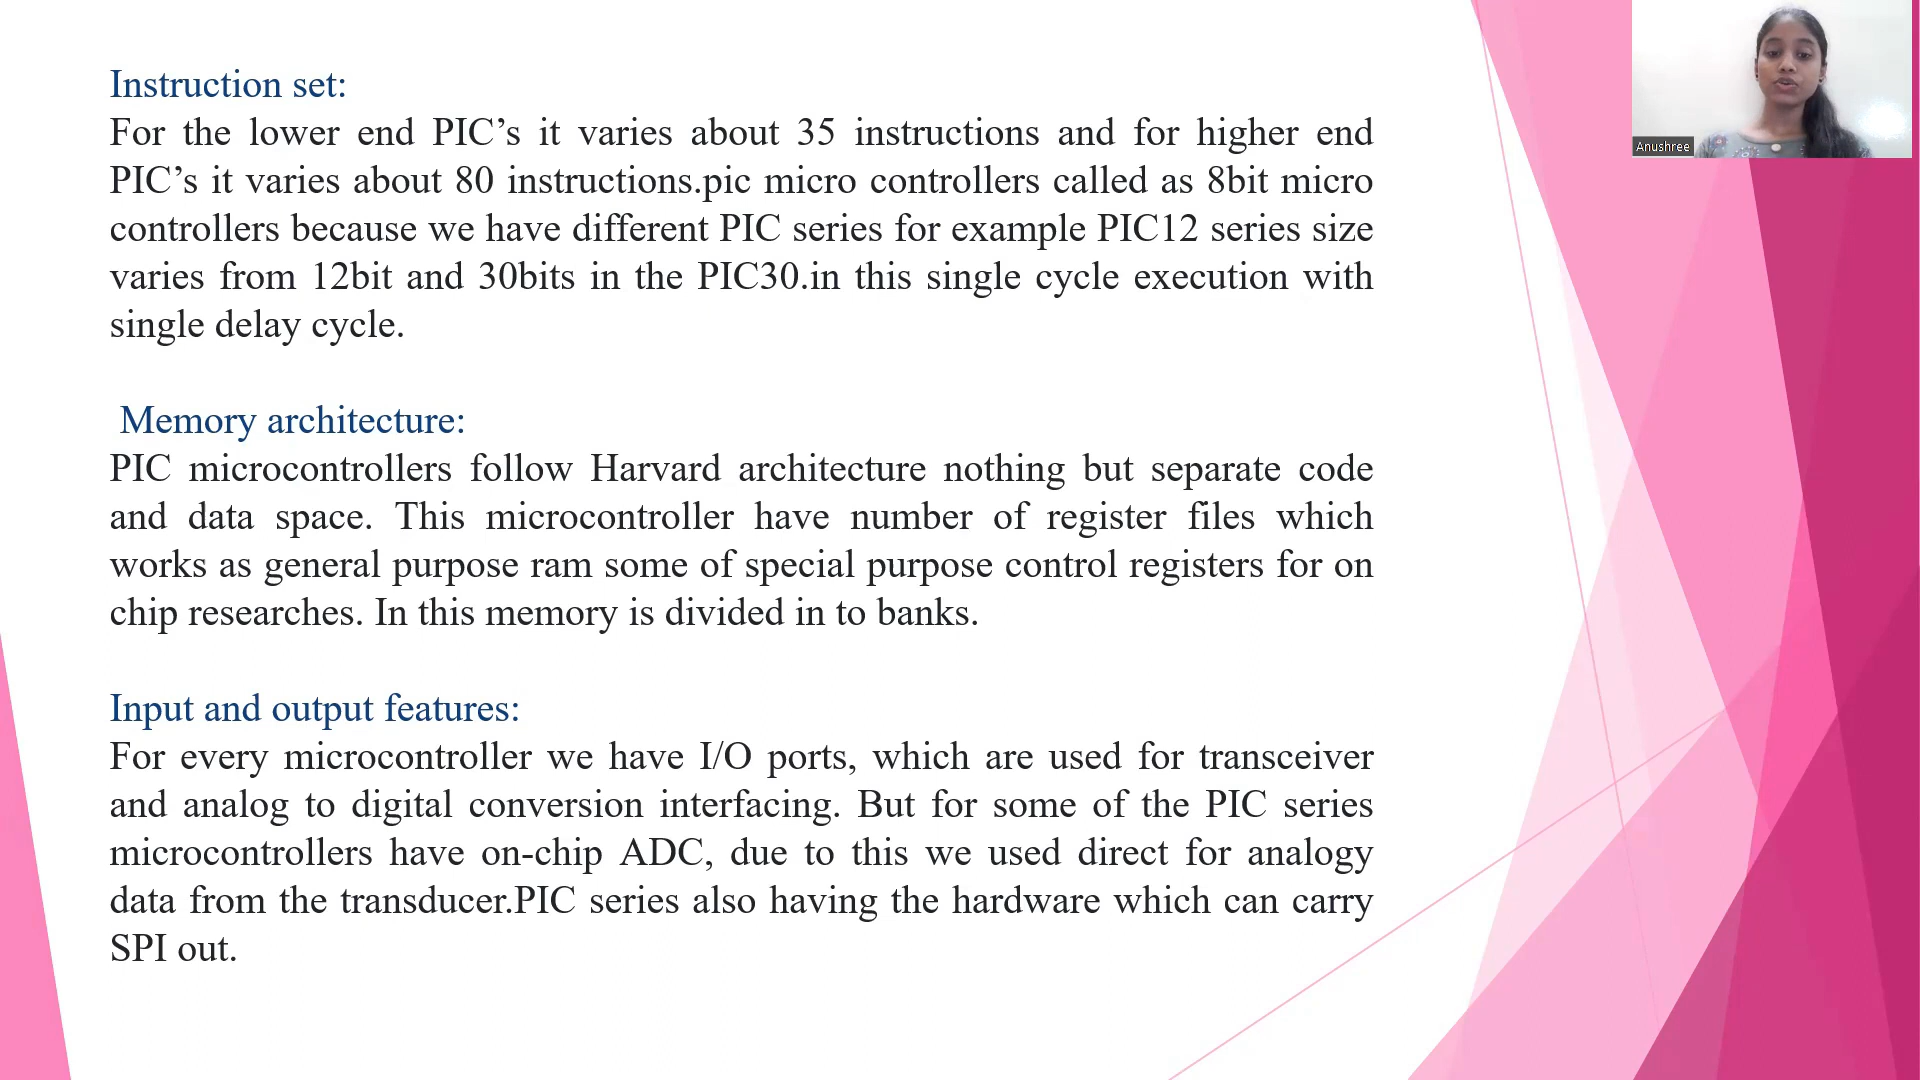 Instruction set:
For the lower end PIC’s it varies about 35 instructions and for higher end
PIC’s it varies about 80 instructions.pic micro controllers called as 8bit micro
controllers because we have different PIC series for example PIC12 series size
varies from 12bit and 30bits in the PIC30.in this single cycle execution with
single delay cycle.
Memory architecture:
PIC microcontrollers follow Harvard architecture nothing but separate code
and data space. This microcontroller have number of register files which
works as general purpose ram some of special purpose control registers for on
chip researches. In this memory is divided in to banks.
Input and output features:
For every microcontroller we have I/O ports, which are used for transceiver
and analog to digital conversion interfacing. But for some of the PIC series
microcontrollers have on-chip ADC, due to this we used direct for analogy
data from the transducer.PIC series also having the hardware which can carry
SPI out.
Anushree